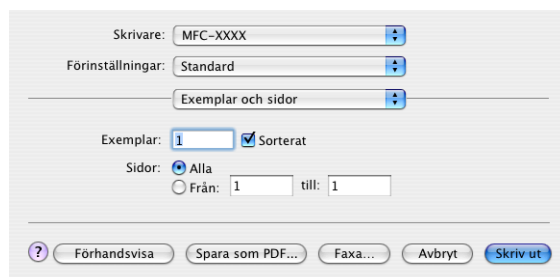 Skrivare: MFC-XXXX
Förinställningar: Standard
Exemplar och sidor
Exemplar: 1 Sorterat
Sidor: Alla
Från: 1 till: 1
? Förhandsvisa Spara som PDF... Faxa... Avbryt Skriv ut